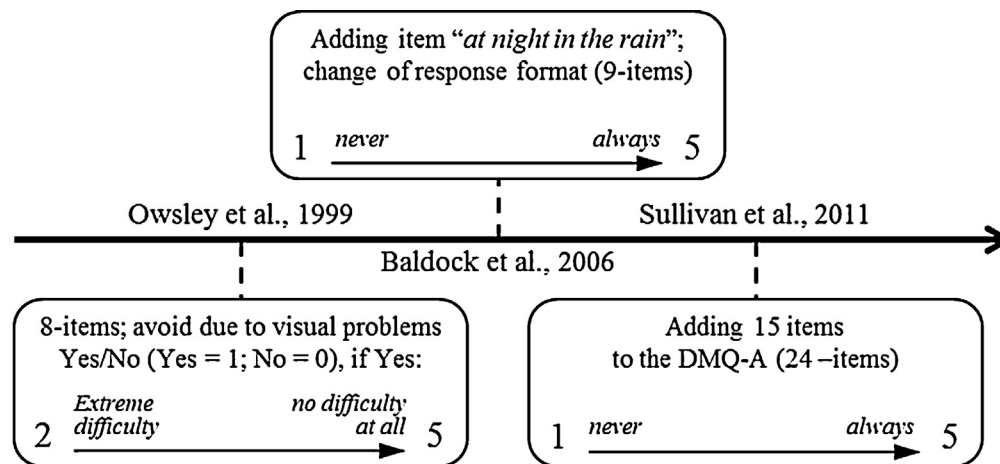 Adding item “at night in the rain”;
change of response format (9-items)
1 never always 5
Owsley et al., 1999
Sullivan et al., 2011
Baldock et al., 2006
8-items; avoid due to visual problems
Yes/No (Yes = 1; No = 0), if Yes:
2 Extreme difficulty no difficulty at all 5
Adding 15 items
to the DMQ-A (24 –items)
1 never always 5